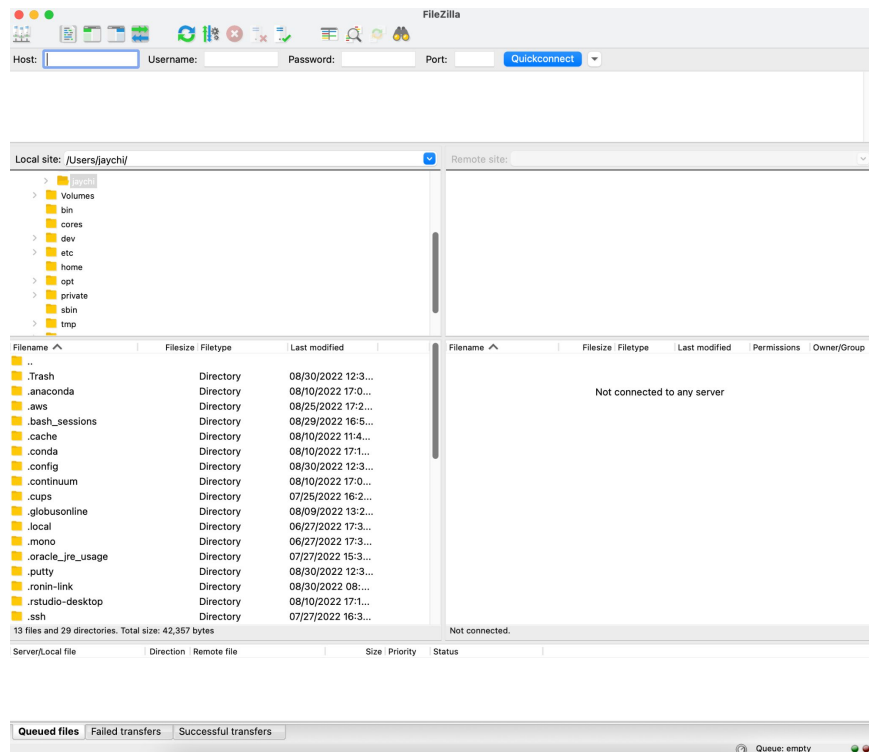 FileZilla
Host: Username: Password: Port: Quickconnect
Local site: /Users/jaychi/
Remote site:
jaychi
Volumes
bin
cores
dev
etc
home
opt
private
sbin
tmp
Filename Filesize Filetype Last modified
Filename Filesize Filetype Last modified Permissions Owner/Group
..
.Trash Directory 08/30/2022 12:3...
.anaconda Directory 08/10/2022 17:0...
Not connected to any server
.aws Directory 08/25/2022 17:2...
.bash_sessions Directory 08/29/2022 16:5...
.cache Directory 08/10/2022 11:4...
.conda Directory 08/10/2022 17:1...
.config Directory 08/30/2022 12:3...
.continuum Directory 08/10/2022 17:0...
.cups Directory 07/25/2022 16:2...
.globusonline Directory 08/09/2022 13:2...
.local Directory 06/27/2022 17:3...
.mono Directory 06/27/2022 17:3...
.oracle_jre_usage Directory 07/27/2022 15:3...
.putty Directory 08/30/2022 12:3...
.ronin-link Directory 08/30/2022 08:...
.rstudio-desktop Directory 08/10/2022 17:1...
.ssh Directory 07/27/2022 16:3...
13 files and 29 directories. Total size: 42,357 bytes
Not connected.
Server/Local file Direction Remote file Size Priority Status
Queued files Failed transfers Successful transfers
Queue: empty